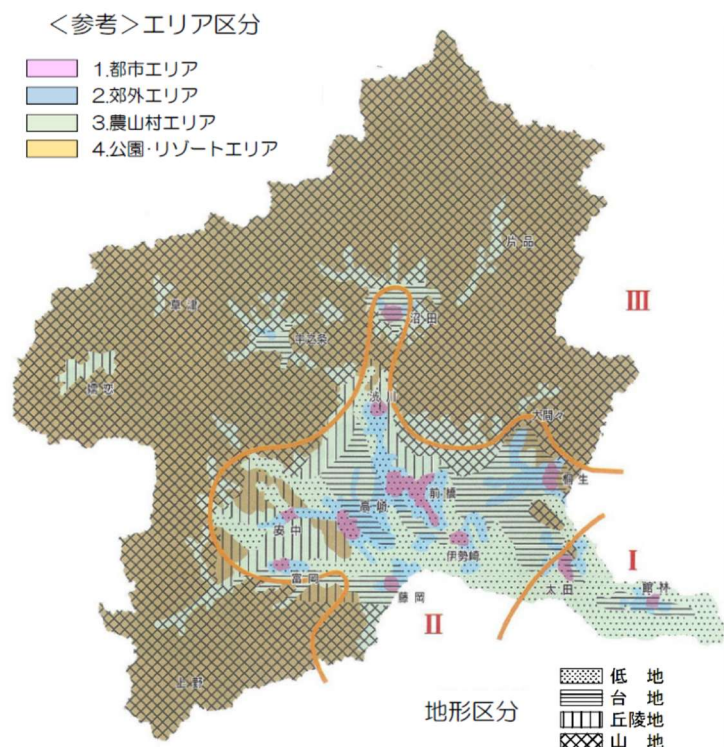 <参考>エリア区分
1.都市エリア
2.郊外エリア
3.農山村エリア
4.公園・リゾートエリア
片品
草津
沼田
中之条
嬬恋
渋川
大間々
桐生
前橋
高崎
安中
伊勢崎
富岡
藤岡
太田
館林
上野
III
I
II
地形区分
低 地
台 地
丘陵地
山 地